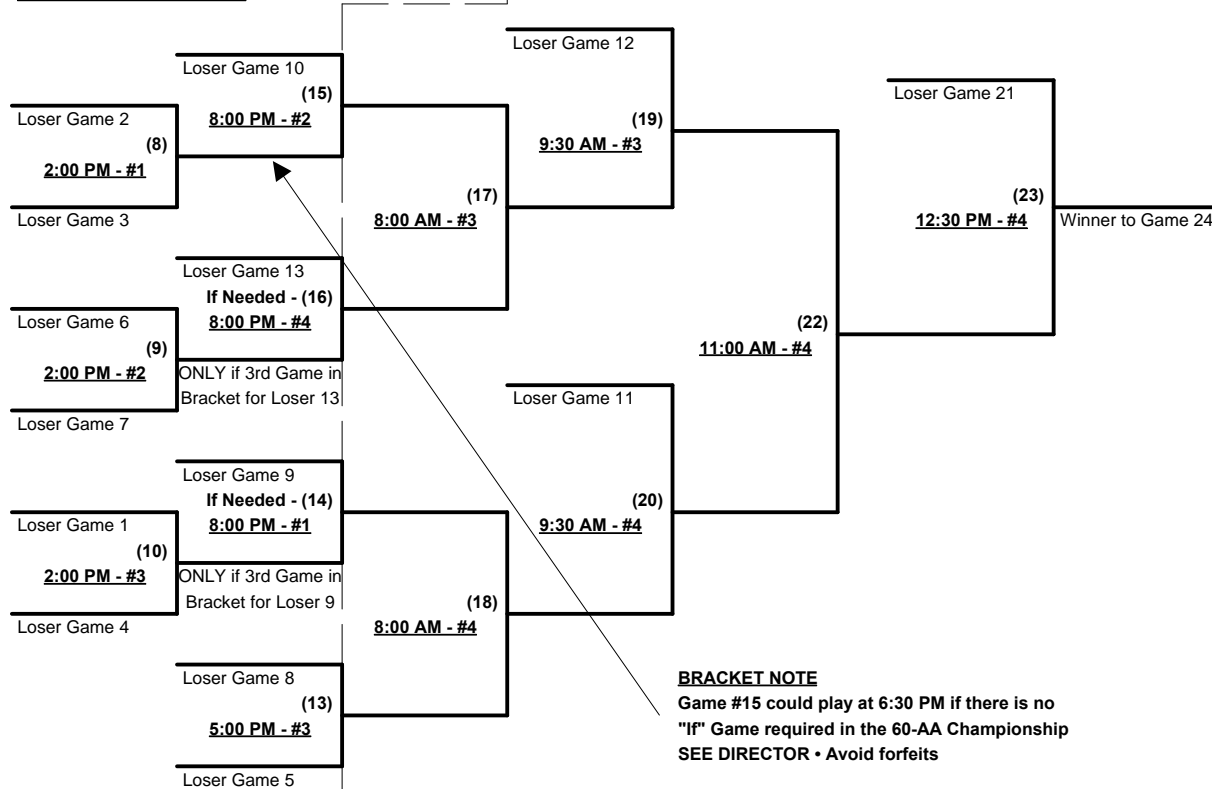 Loser Game 12
Loser Game 10
(15)
8:00 PM - #2
Loser Game 21
Loser Game 2
(8)
2:00 PM - #1
Loser Game 3
(19)
9:30 AM - #3
(17)
8:00 AM - #3
(23)
12:30 PM - #4
Winner to Game 24
Loser Game 13
If Needed - (16)
8:00 PM - #4
Loser Game 6
(9)
2:00 PM - #2
ONLY if 3rd Game in
Bracket for Loser 13
Loser Game 7
(22)
11:00 AM - #4
Loser Game 11
Loser Game 9
If Needed - (14)
8:00 PM - #1
Loser Game 1
(10)
2:00 PM - #3
ONLY if 3rd Game in
Bracket for Loser 9
Loser Game 4
(20)
9:30 AM - #4
(18)
8:00 AM - #4
Loser Game 8
(13)
5:00 PM - #3
Loser Game 5
BRACKET NOTE
Game #15 could play at 6:30 PM if there is no
"If" Game required in the 60-AA Championship
SEE DIRECTOR • Avoid forfeits